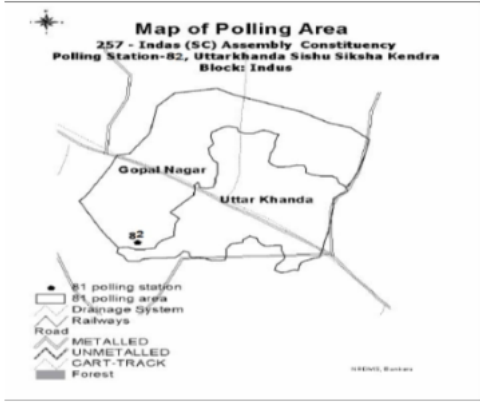 Map of Polling Area
257 - Indas (SC) Assembly Constituency
Polling Station-82, Uttarkhanda Sishu Siksha Kendra
Block: Indus
Gopal Nagar
Uttar Khanda
82
81 polling station
81 polling area
Drainage System
Railways
Road
METALLED
UNMETALLED
CART-TRACK
Forest
NRDMS, Bankura